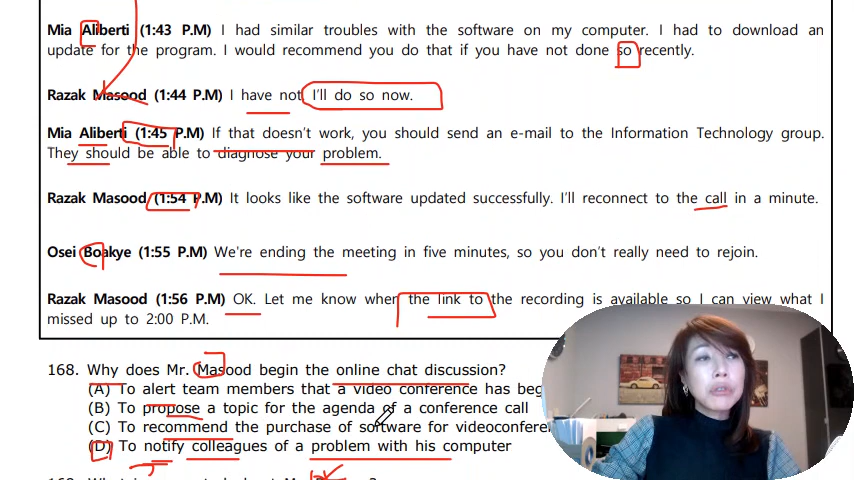 Mia Aliberti (1:43 P.M) I had similar troubles with the software on my computer. I had to download an
update for the program. I would recommend you do that if you have not done so recently.
Razak Masood (1:44 P.M) I have not I'll do so now.
Mia Aliberti (1:45 P.M) If that doesn't work, you should send an e-mail to the Information Technology group.
They should be able to diagnose your problem.
Razak Masood (1:54 P.M) It looks like the software updated successfully. I'll reconnect to the call in a minute.
Osei Boakye (1:55 P.M) We're ending the meeting in five minutes, so you don't really need to rejoin.
Razak Masood (1:56 P.M) OK. Let me know when the link to the recording is available so I can view what I
missed up to 2:00 P.M.
168. Why does Mr. Masood begin the online chat discussion?
(A) To alert team members that a video conference has
(B) To propose a topic for the agenda of a conference call
(C) To recommend the purchase of software for
(D) To notify colleagues of a problem with his computer